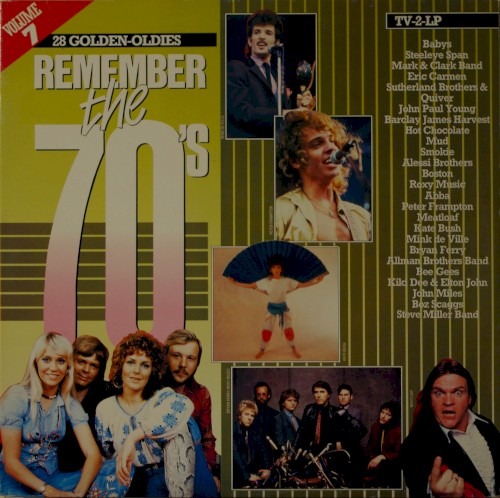 VOLUME
7
28 GOLDEN-OLDIES
REMEMBER
the
70's
TV-2-LP
Babys
Steeleye Span
Mark & Clark Band
Eric Carmen
Sutherland Brothers &
Quiver
John Paul Young
Barclay James Harvest
Hot Chocolate
Mud
Smokie
Alessi Brothers
Boston
Roxy Music
Abba
Peter Frampton
Meatloaf
Kate Bush
Mink de Ville
Bryan Ferry
Allman Brothers Band
Bee Gees
Kiki Dee & Elton John
John Miles
Boz Scaggs
Steve Miller Band